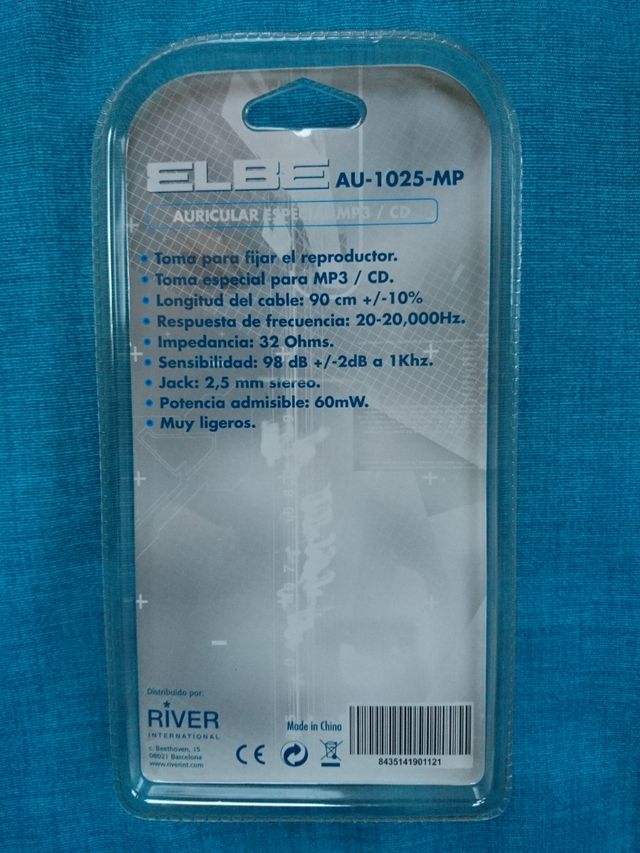 ELBE AU-1025-MP
AURICULAR ESPECIAL MP3 / CD
Toma para fijar el reproductor.
Toma especial para MP3 / CD.
Longitud del cable: 90 cm +/-10%
Respuesta de frecuencia: 20-20,000Hz.
Impedancia: 32 Ohms.
Sensibilidad: 98 dB +/-2dB a 1Khz.
Jack: 2,5 mm stereo.
Potencia admisible: 60mW.
Muy ligeros.
Distribuido por:
RIVER
INTERNATIONAL
c. Beethoven, 15
08021 Barcelona
www.riverint.com
Made in China
CE
8435141901121